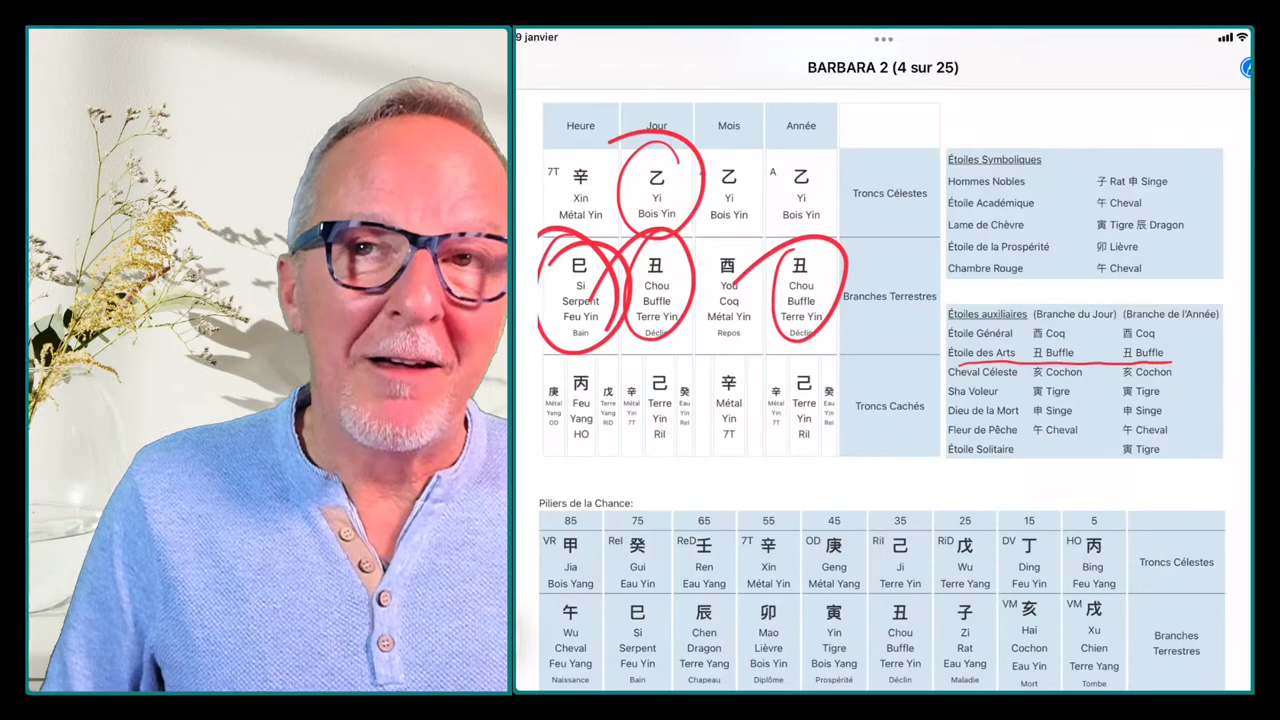 9 janvier
BARBARA 2 (4 sur 25)
Heure Jour Mois Année
7T 辛 乙 乙 A 乙
Xin Yi Yi Yi Troncs Célestes
Métal Yin Bois Yin Bois Yin Bois Yin
巳 丑 酉 丑
Si Chou You Chou
Serpent Buffle Coq Buffle Branches Terrestres
Feu Yin Terre Yin Métal Yin Terre Yin
Bain Déclin Repos Déclin
庚 丙 戊 辛 己 癸 辛 辛 己 癸
Métal Feu Terre Métal Terre Eau Métal Métal Terre Eau
Yang Yang Yang Yin Yin Yin Yin Yin Yin Yin Troncs Cachés
OD HO RiD 7T RiI ReI 7T 7T RiI ReI
Étoiles Symboliques
Hommes Nobles 子 Rat 申 Singe
Étoile Académique 午 Cheval
Lame de Chèvre 寅 Tigre 辰 Dragon
Étoile de la Prospérité 卯 Lièvre
Chambre Rouge 午 Cheval
Étoiles auxiliaires (Branche du Jour) (Branche de l'Année)
Étoile Général 酉 Coq 酉 Coq
Étoile des Arts 丑 Buffle 丑 Buffle
Cheval Céleste 亥 Cochon 亥 Cochon
Sha Voleur 寅 Tigre 寅 Tigre
Dieu de la Mort 申 Singe 申 Singe
Fleur de Pêche 午 Cheval 午 Cheval
Étoile Solitaire 寅 Tigre
Piliers de la Chance:
85 75 65 55 45 35 25 15 5
VR 甲 ReI 癸 ReD 壬 7T 辛 OD 庚 RiI 己 RiD 戊 DV 丁 HO 丙
Jia Gui Ren Xin Geng Ji Wu Ding Bing Troncs Célestes
Bois Yang Eau Yin Eau Yang Métal Yin Métal Yang Terre Yin Terre Yang Feu Yin Feu Yang
午 巳 辰 卯 寅 丑 子 VM 亥 VM 戌
Wu Si Chen Mao Yin Chou Zi Hai Xu Branches
Cheval Serpent Dragon Lièvre Tigre Buffle Rat Cochon Chien Terrestres
Feu Yang Feu Yin Terre Yang Bois Yin Bois Yang Terre Yin Eau Yang Eau Yin Terre Yang
Naissance Bain Chapeau Diplôme Prospérité Déclin Maladie Mort Tombe